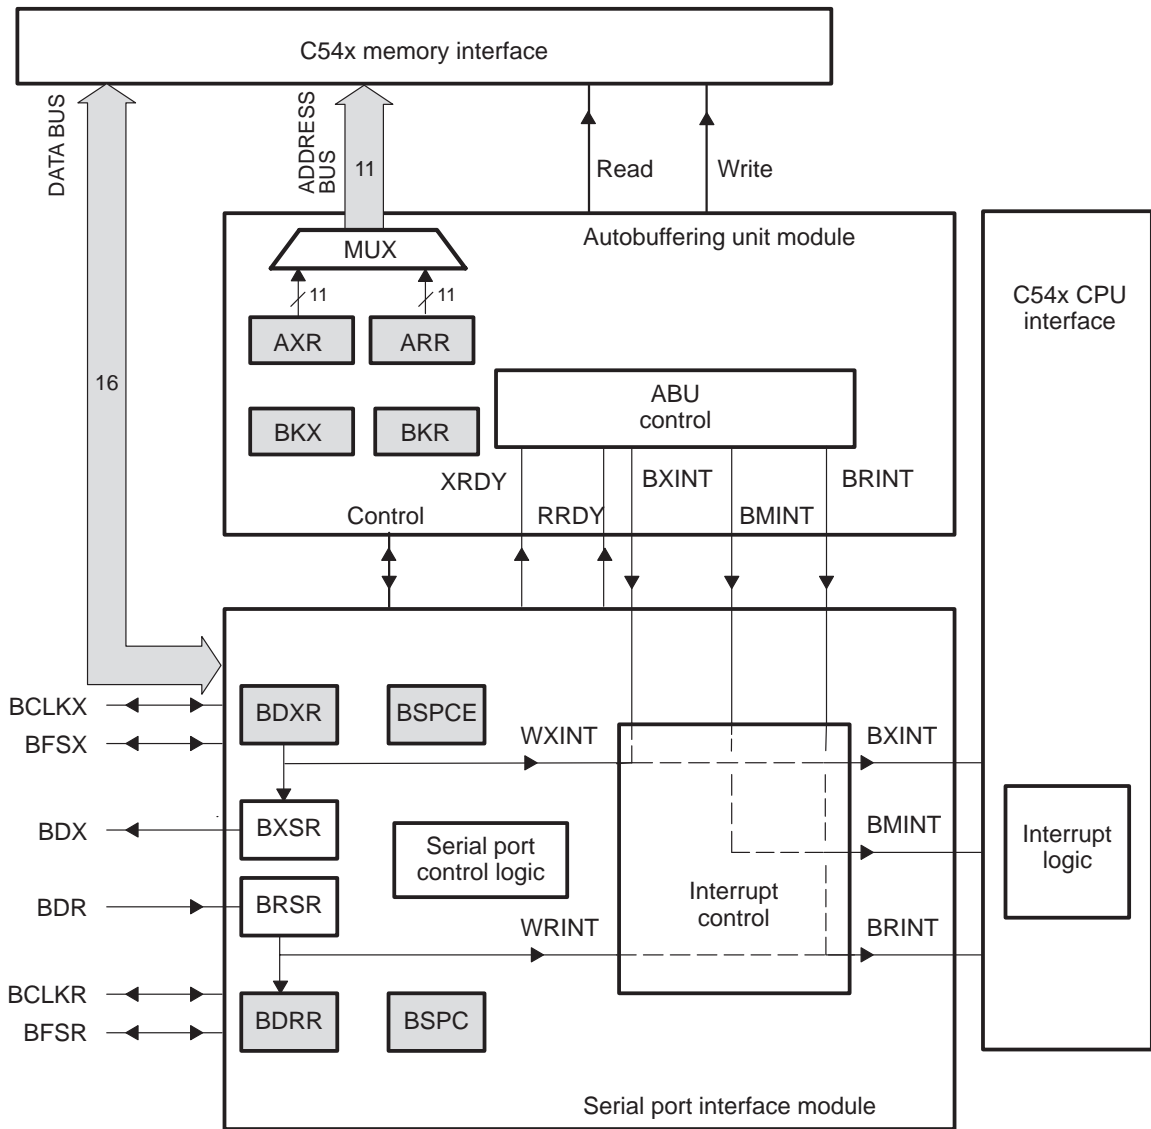 C54x memory interface
DATA BUS
ADDRESS
BUS
11
Read
Write
Autobuffering unit module
MUX
11
11
AXR
ARR
16
BKX
BKR
ABU
control
XRDY
BXINT
BRINT
Control
RRDY
BMINT
C54x CPU
interface
BCLKX
BFSX
BDX
BDR
BCLKR
BFSR
BDXR
BSPCE
WXINT
BXINT
BXSR
Serial port
control logic
BMINT
BRSR
Interrupt
control
WRINT
BRINT
BDRR
BSPC
Interrupt
logic
Serial port interface module